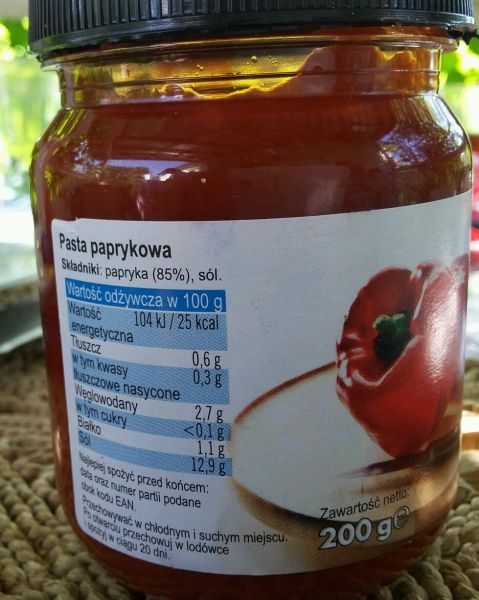 Pasta paprykowa
Składniki: papryka (85%), sól.
Wartość odżywcza w 100 g
Wartość
energetyczna 104 kJ / 25 kcal
Tłuszcz 0,6 g
w tym kwasy
tłuszczowe nasycone 0,3 g
Węglowodany 2,7 g
w tym cukry <0,1 g
Białko 1,1 g
Sól 12,9 g
Najlepiej spożyć przed końcem:
data oraz numer partii podane
obok kodu EAN.
Przechowywać w chłodnym i suchym miejscu.
Po otwarciu przechowuj w lodówce
i spożyj w ciągu 20 dni.
Zawartość netto:
200 g e